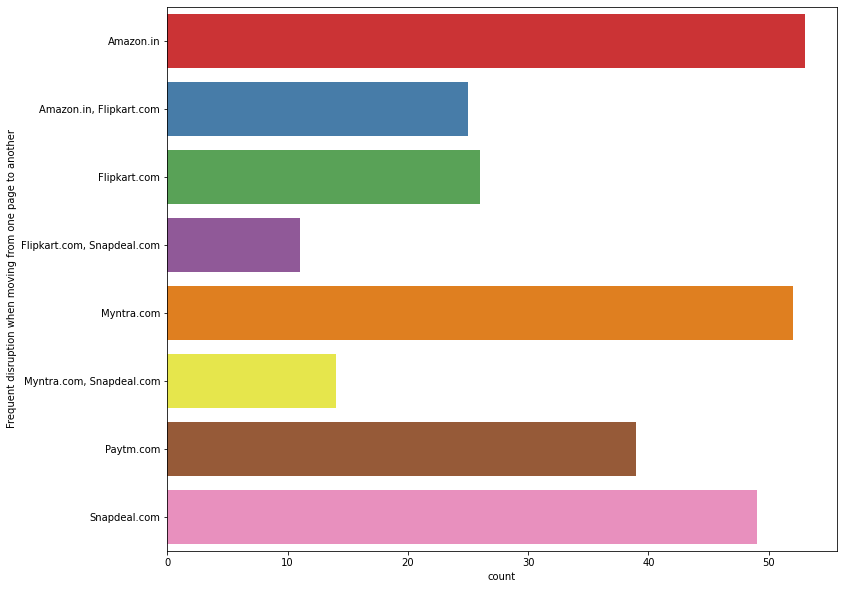 Frequent disruption when moving from one page to another
Amazon.in
Amazon.in, Flipkart.com
Flipkart.com
Flipkart.com, Snapdeal.com
Myntra.com
Myntra.com, Snapdeal.com
Paytm.com
Snapdeal.com
0 10 20 30 40 50
count